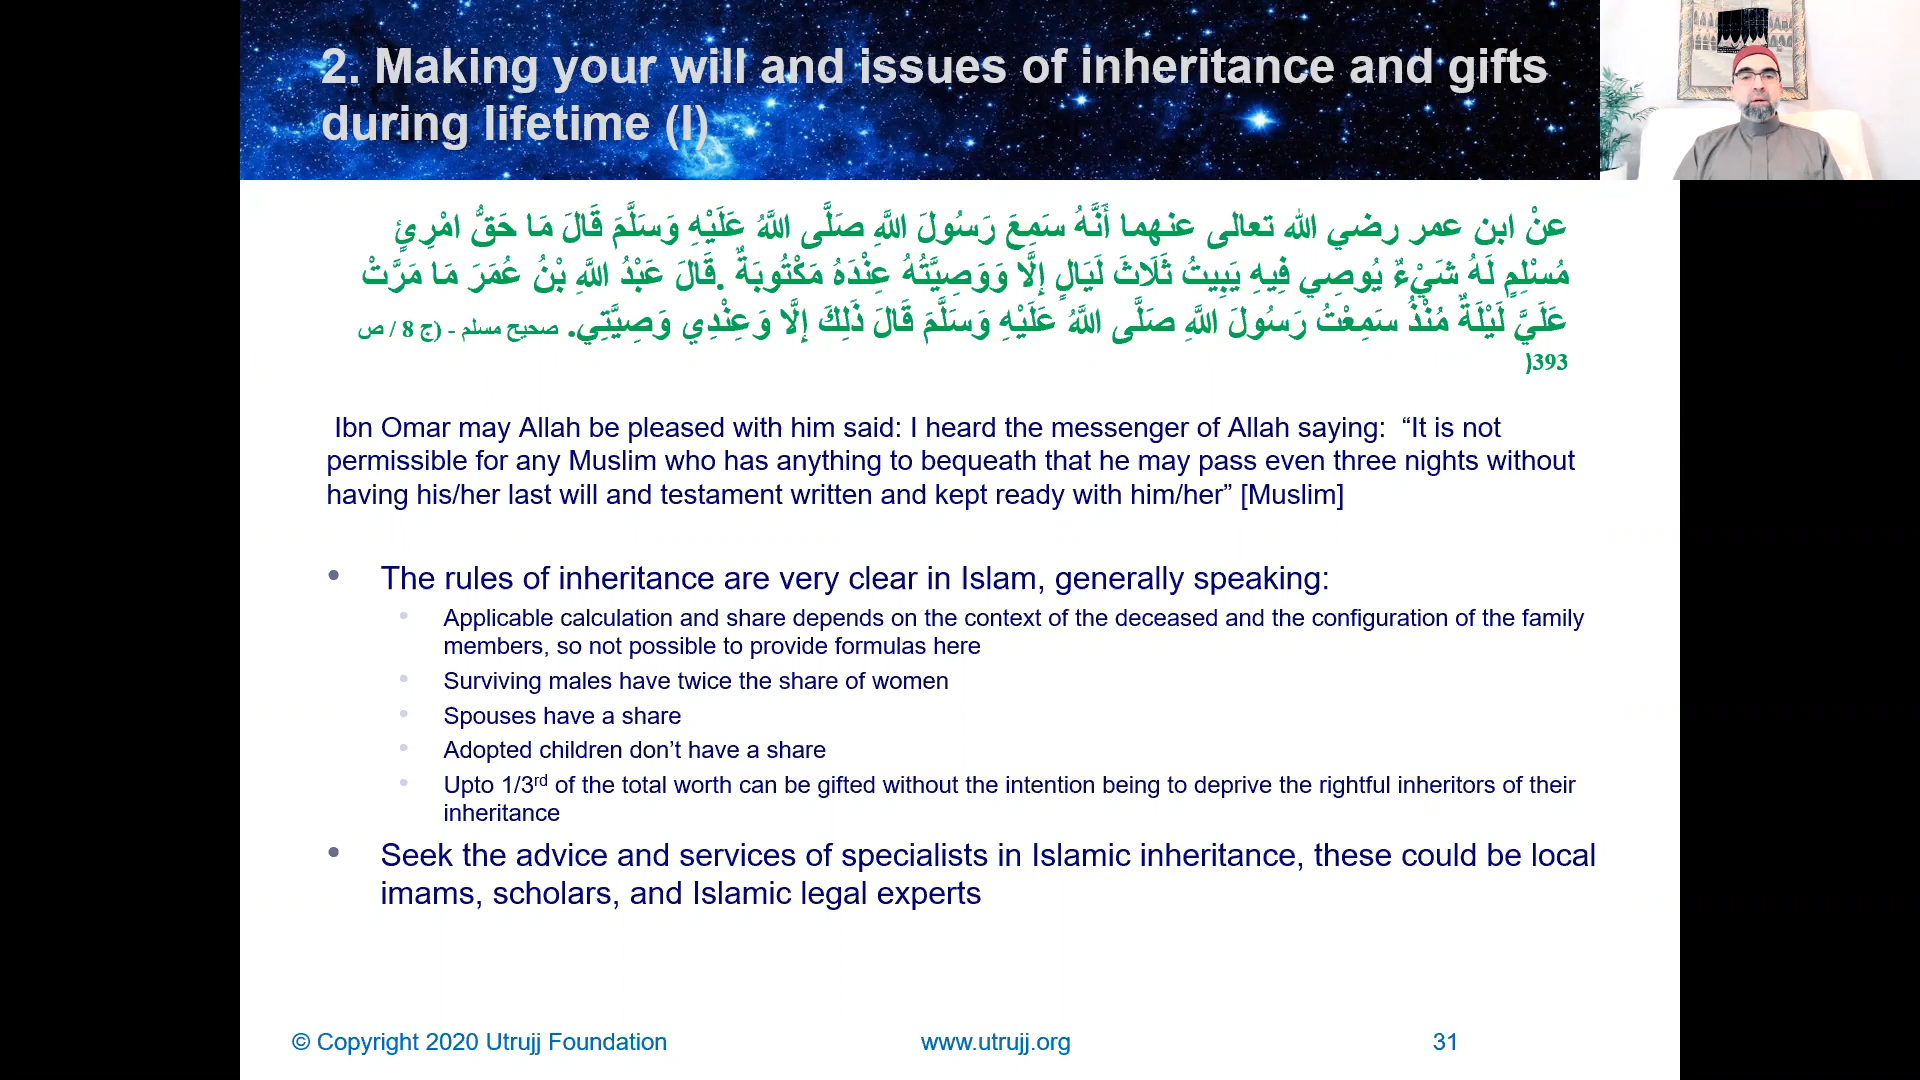 2. Making your will and issues of inheritance and gifts
during lifetime (I)
عنْ ابن عمر رضي الله تعالى عنهما أَنَّهُ سَمِعَ رَسُولَ اللَّهِ صَلَّى اللَّهُ عَلَيْهِ وَسَلَّمَ قَالَ مَا حَقُّ امْرِئٍ
مُسْلِمٍ لَهُ شَيْءٌ يُوصِي فِيهِ يَبِيتُ ثَلَاثَ لَيَالٍ إِلَّا وَوَصِيَّتُهُ عِنْدَهُ مَكْتُوبَةٌ .قَالَ عَبْدُ اللَّهِ بْنُ عُمَرَ مَا مَرَّتْ
عَلَيَّ لَيْلَةٌ مُنْذُ سَمِعْتُ رَسُولَ اللَّهِ صَلَّى اللَّهُ عَلَيْهِ وَسَلَّمَ قَالَ ذَلِكَ إِلَّا وَعِنْدِي وَصِيَّتِي. صحيح مسلم - (ج 8 / ص
393)
Ibn Omar may Allah be pleased with him said: I heard the messenger of Allah saying: “It is not
permissible for any Muslim who has anything to bequeath that he may pass even three nights without
having his/her last will and testament written and kept ready with him/her” [Muslim]
• The rules of inheritance are very clear in Islam, generally speaking:
• Applicable calculation and share depends on the context of the deceased and the configuration of the family
members, so not possible to provide formulas here
• Surviving males have twice the share of women
• Spouses have a share
• Adopted children don’t have a share
• Upto 1/3rd of the total worth can be gifted without the intention being to deprive the rightful inheritors of their
inheritance
• Seek the advice and services of specialists in Islamic inheritance, these could be local
imams, scholars, and Islamic legal experts
© Copyright 2020 Utrujj Foundation
www.utrujj.org
31